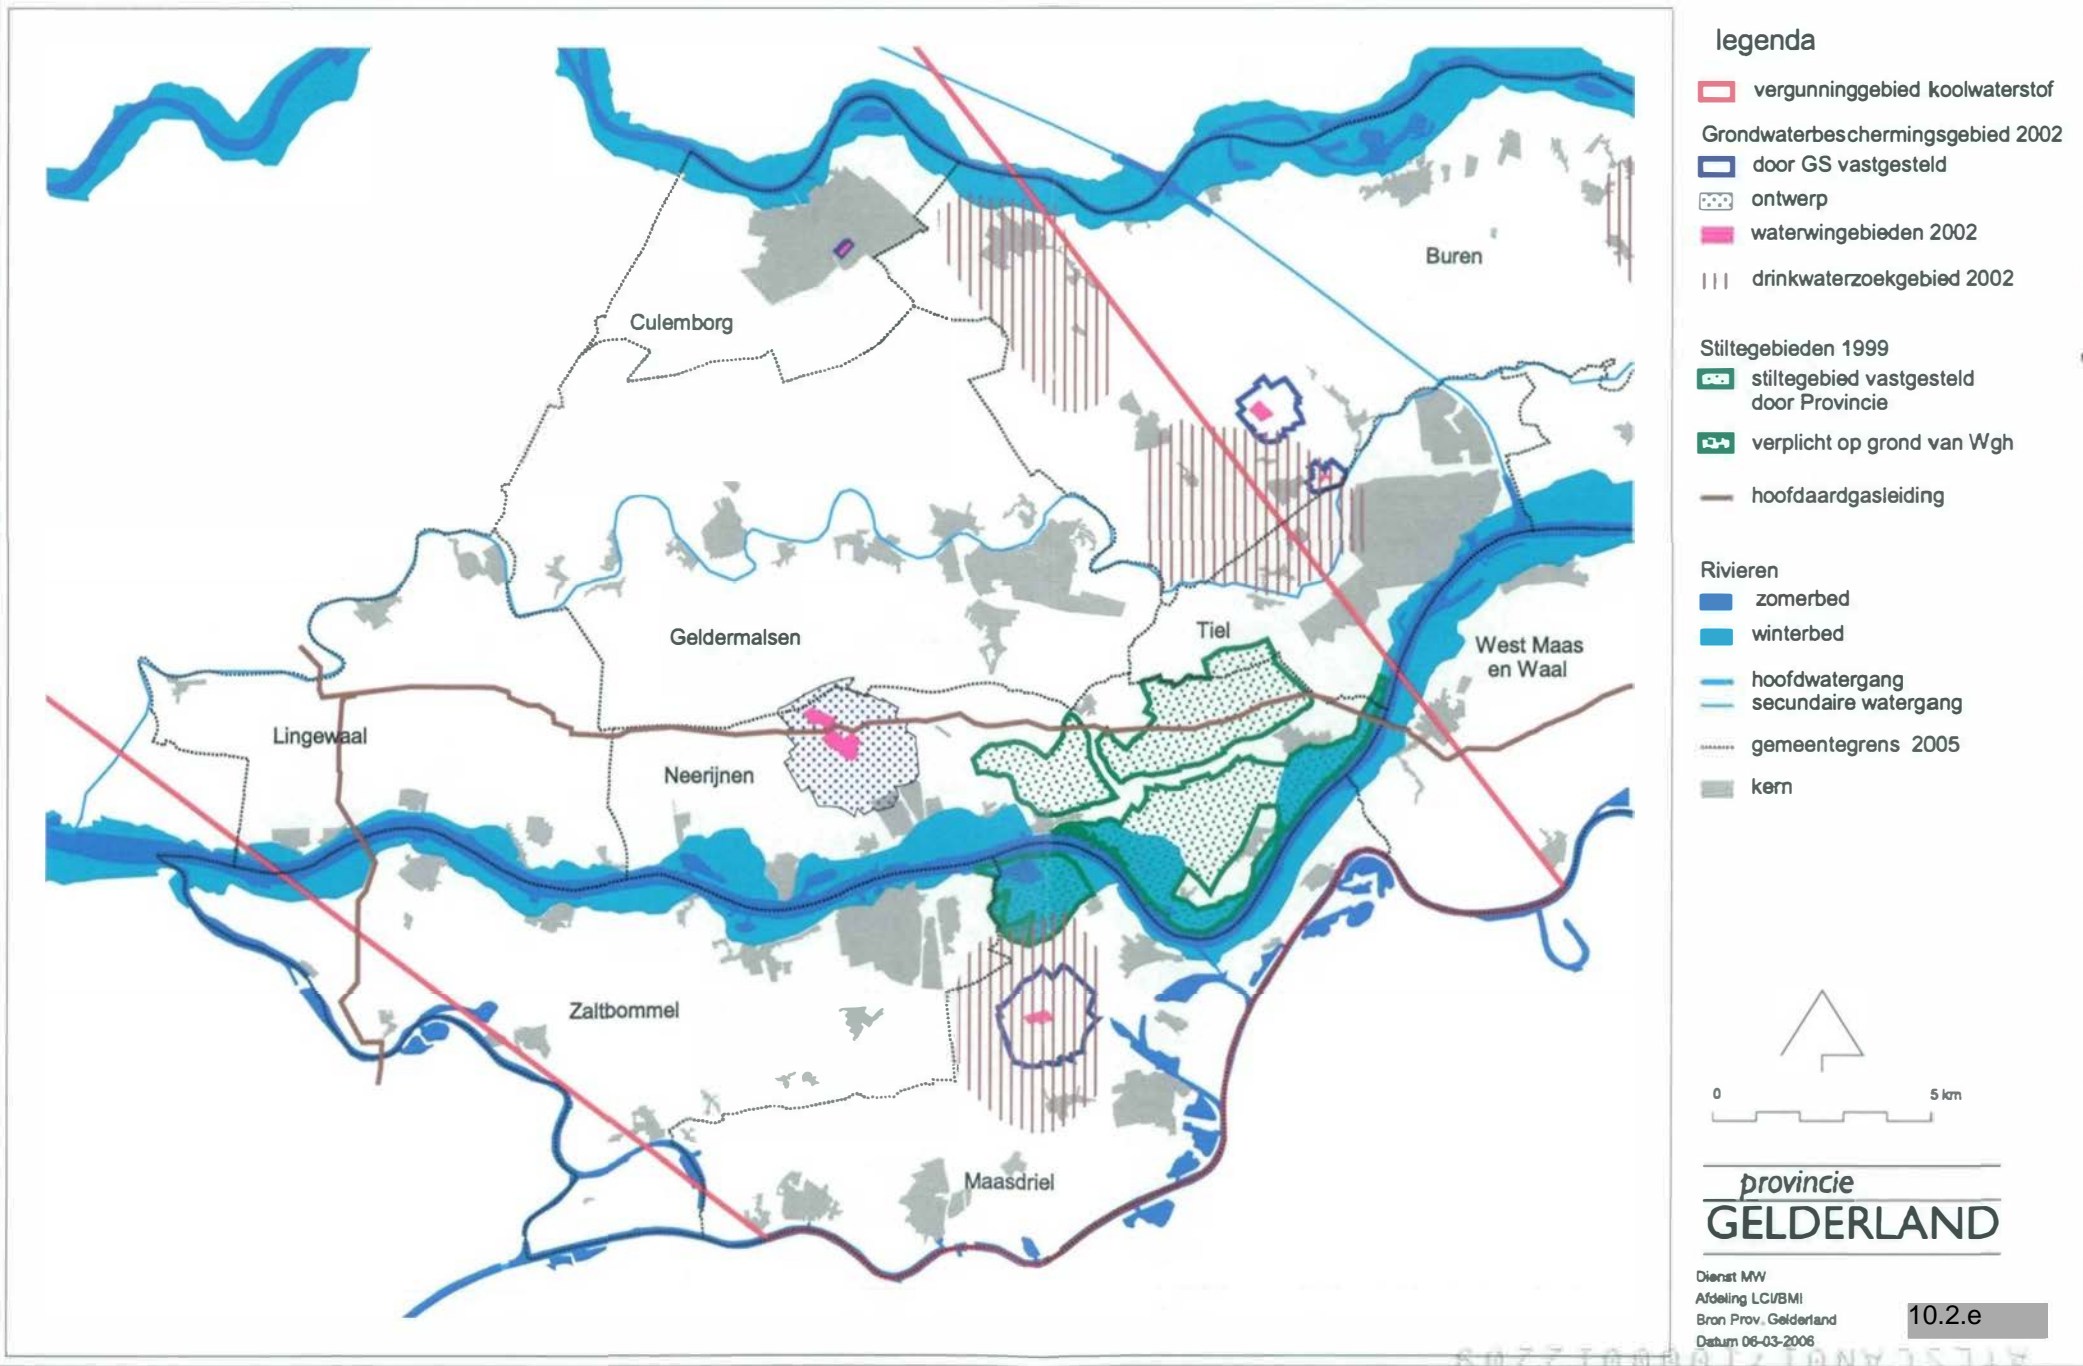 legenda
vergunninggebied koolwaterstof
Grondwaterbeschermingsgebied 2002
door GS vastgesteld
ontwerp
waterwingebieden 2002
drinkwaterzoekgebied 2002
Stiltegebieden 1999
stiltegebied vastgesteld
door Provincie
verplicht op grond van Wgh
hoofdaardgasleiding
Rivieren
zomerbed
winterbed
hoofdwatergang
secundaire watergang
gemeentegrens 2005
kern
Buren
Culemborg
Geldermalsen
Tiel
West Maas
en Waal
Lingewaal
Neerijnen
Zaltbommel
Maasdriel
0 5 km
provincie
GELDERLAND
Dienst MW
Afdeling LCI/BMI
Bron Prov. Gelderland
Datum 06-03-2006
10.2.e